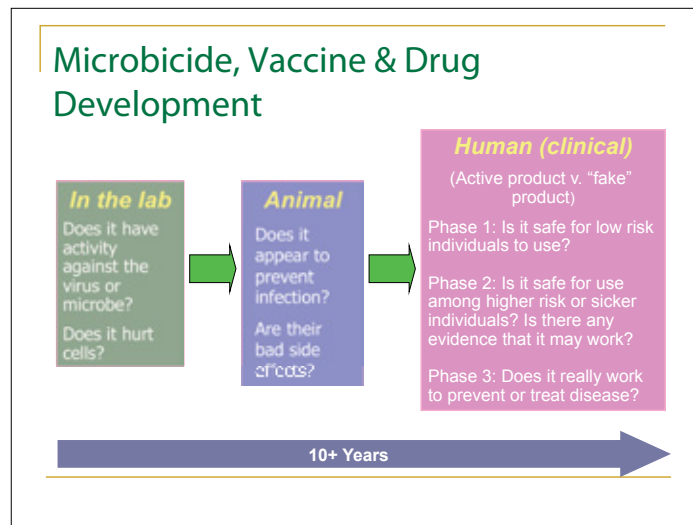 Microbicide, Vaccine & Drug
Development
In the lab
Does it have
activity
against the
virus or
microbe?
Does it hurt
cells?
Animal
Does it
appear to
prevent
infection?
Are their
bad side
effects?
Human (clinical)
(Active product v. “fake”
product)
Phase 1: Is it safe for low risk
individuals to use?
Phase 2: Is it safe for use
among higher risk or sicker
individuals? Is there any
evidence that it may work?
Phase 3: Does it really work
to prevent or treat disease?
10+ Years